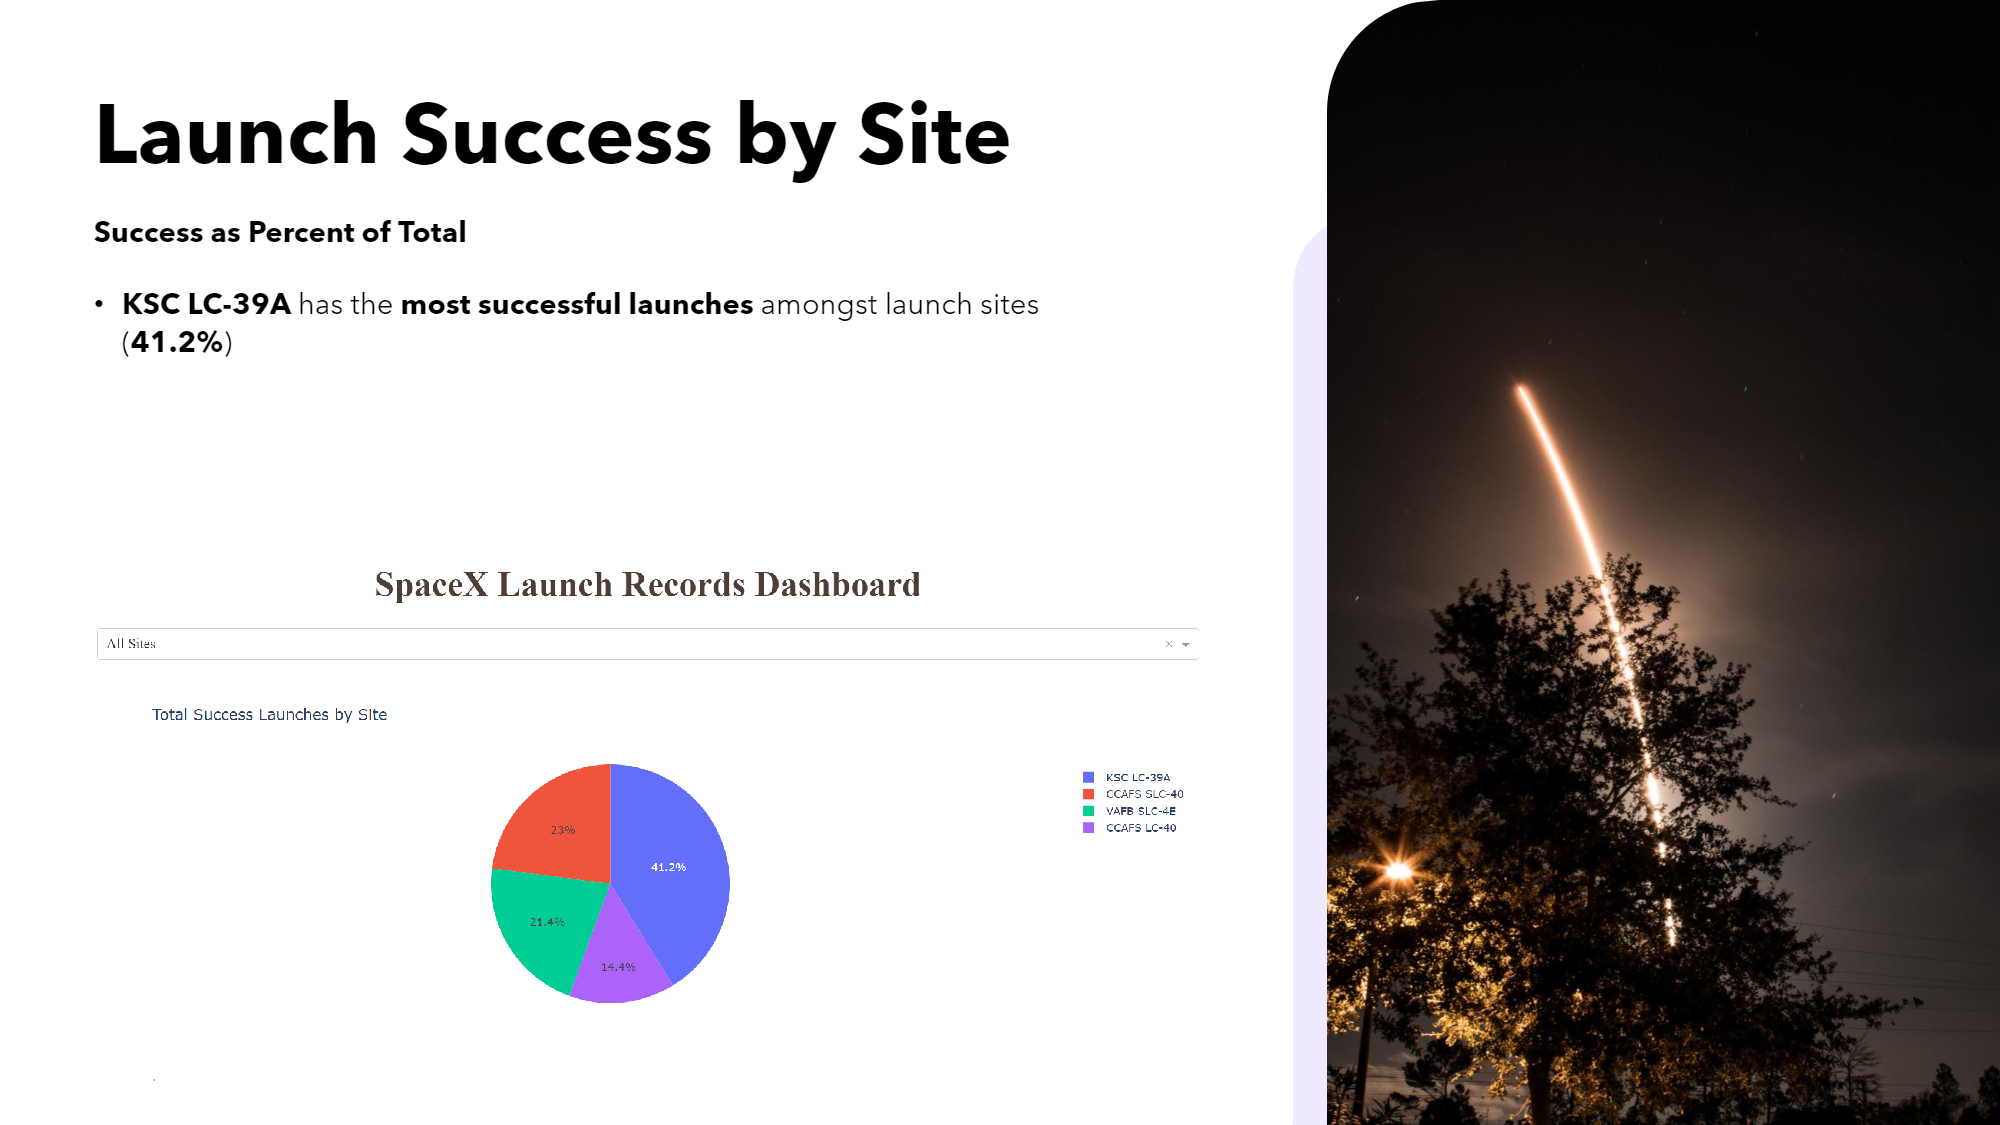 Launch Success by Site
Success as Percent of Total
• KSC LC-39A has the most successful launches amongst launch sites
(41.2%)
SpaceX Launch Records Dashboard
All Sites
Total Success Launches by Site
KSC LC-39A
CCAFS SLC-40
VAFB SLC-4E
CCAFS LC-40
23%
41.2%
21.4%
14.4%